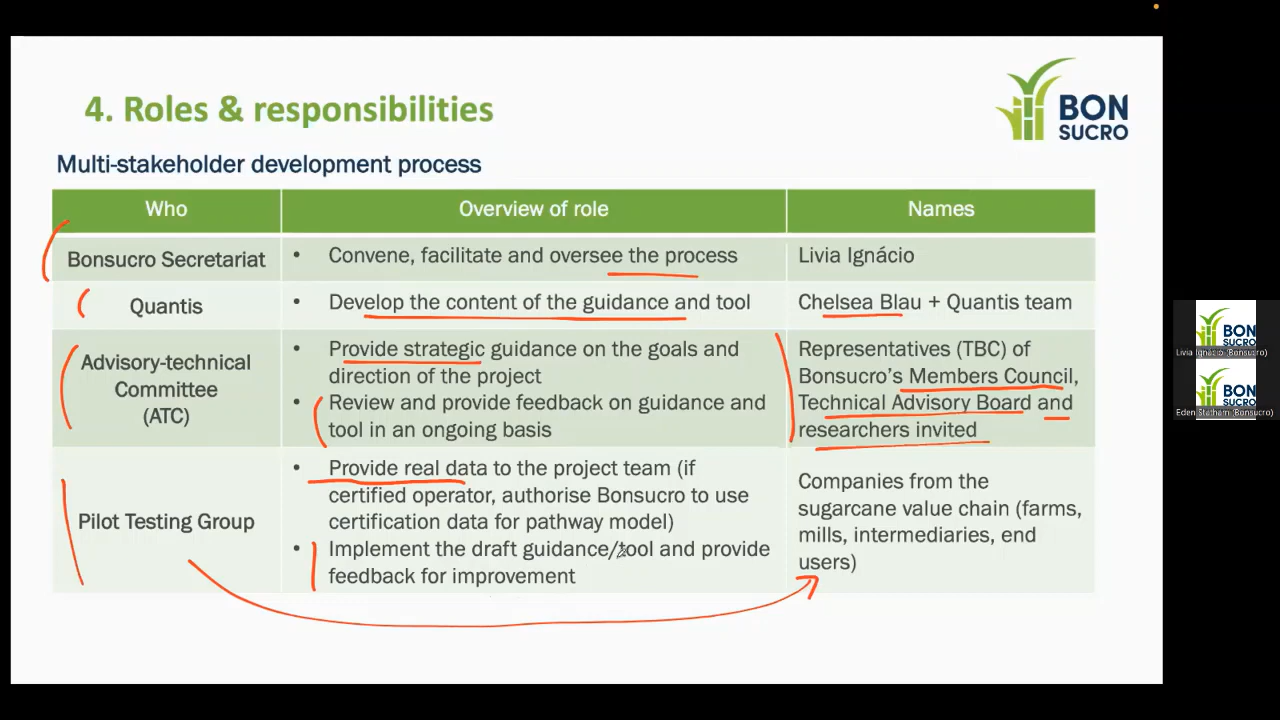 4. Roles & responsibilities
BON
SUCRO
Multi-stakeholder development process
Who
Overview of role
Names
Bonsucro Secretariat
• Convene, facilitate and oversee the process
Livia Ignácio
Quantis
• Develop the content of the guidance and tool
Chelsea Blau + Quantis team
Advisory-technical
Committee
(ATC)
• Provide strategic guidance on the goals and
direction of the project
• Review and provide feedback on guidance and
tool in an ongoing basis
Representatives (TBC) of
Bonsucro's Members Council,
Technical Advisory Board and
researchers invited
Pilot Testing Group
• Provide real data to the project team (if
certified operator, authorise Bonsucro to use
certification data for pathway model)
• Implement the draft guidance/tool and provide
feedback for improvement
Companies from the
sugarcane value chain (farms,
mills, intermediaries, end
users)
BON
Livia Ignácio (Bonsucro)
BON
Eden Statham (Bonsucro)